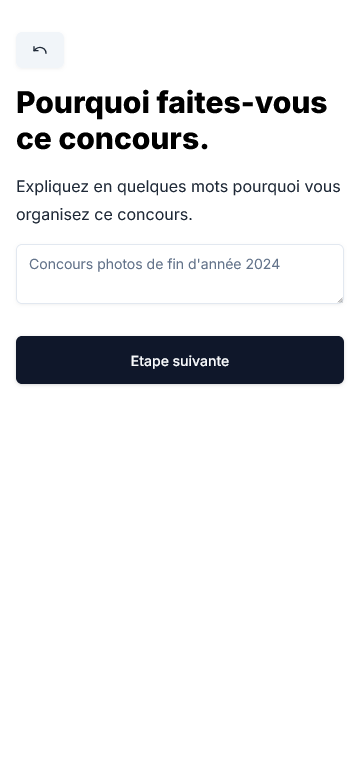 Pourquoi faites-vous
ce concours.
Expliquez en quelques mots pourquoi vous
organisez ce concours.
Concours photos de fin d'année 2024
Etape suivante